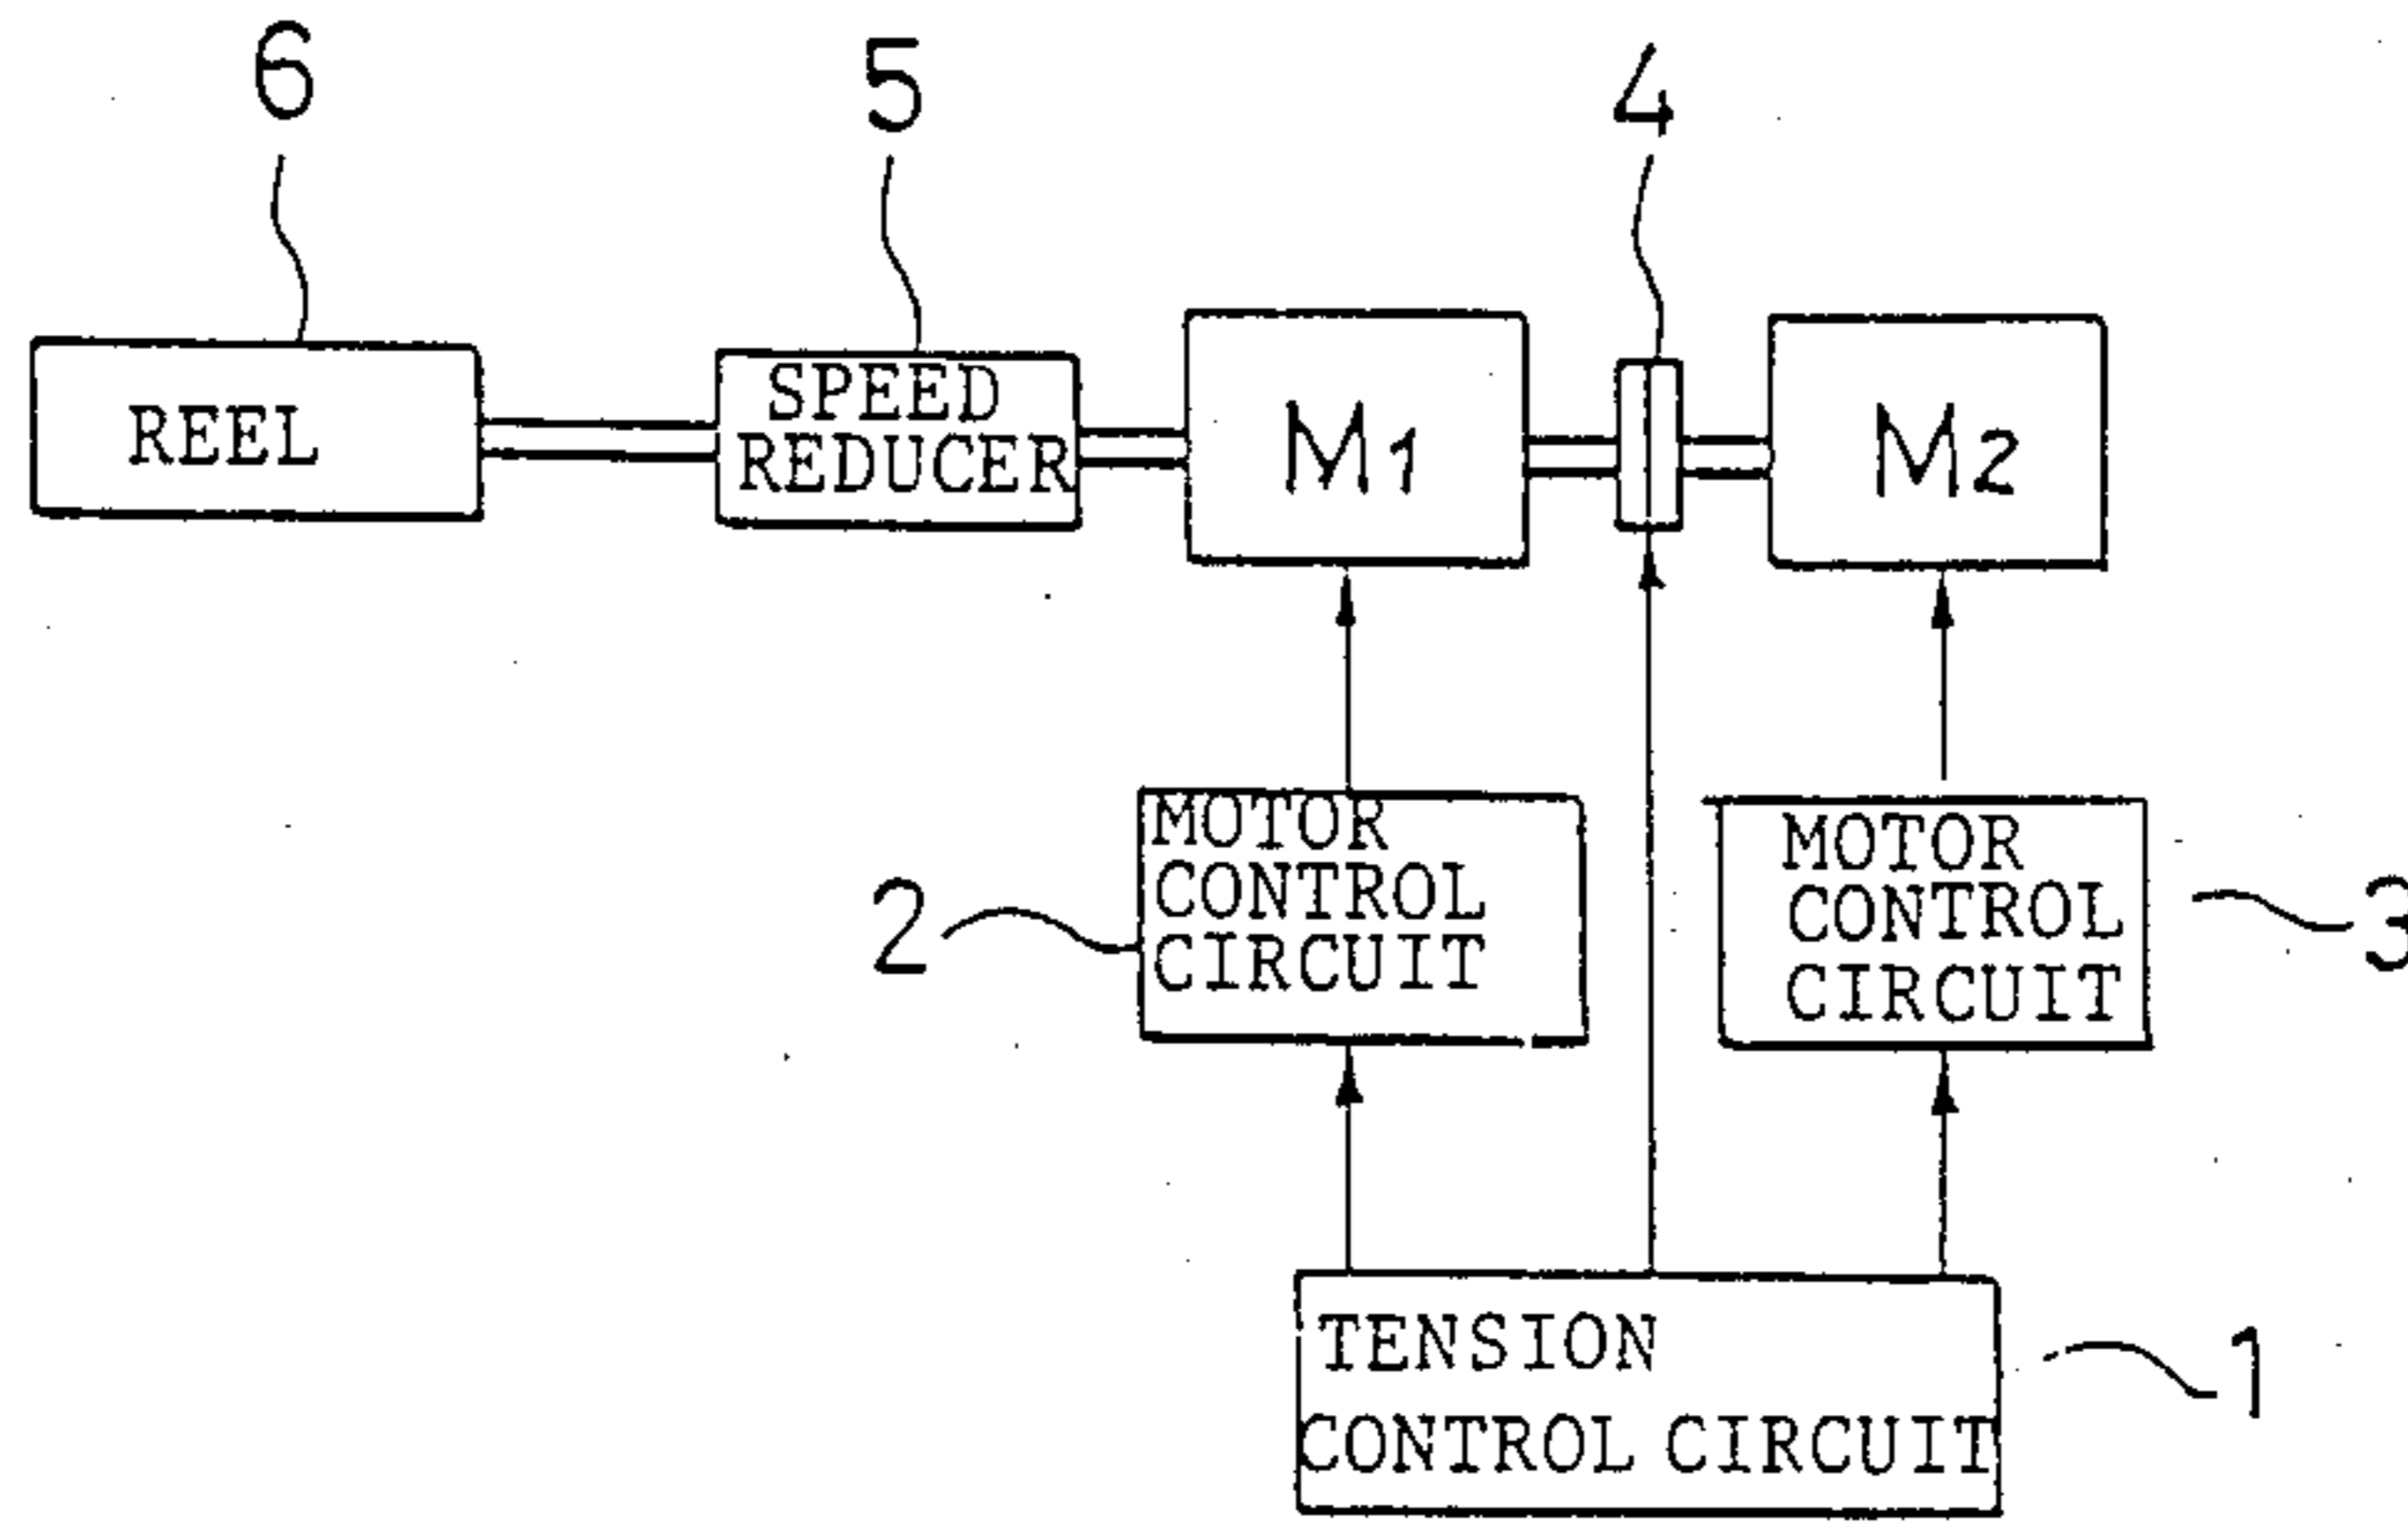 6
5
4
REEL
SPEED
REDUCER
M1
M2
MOTOR
CONTROL
CIRCUIT
2
MOTOR
CONTROL
CIRCUIT
3
TENSION
CONTROL CIRCUIT
1